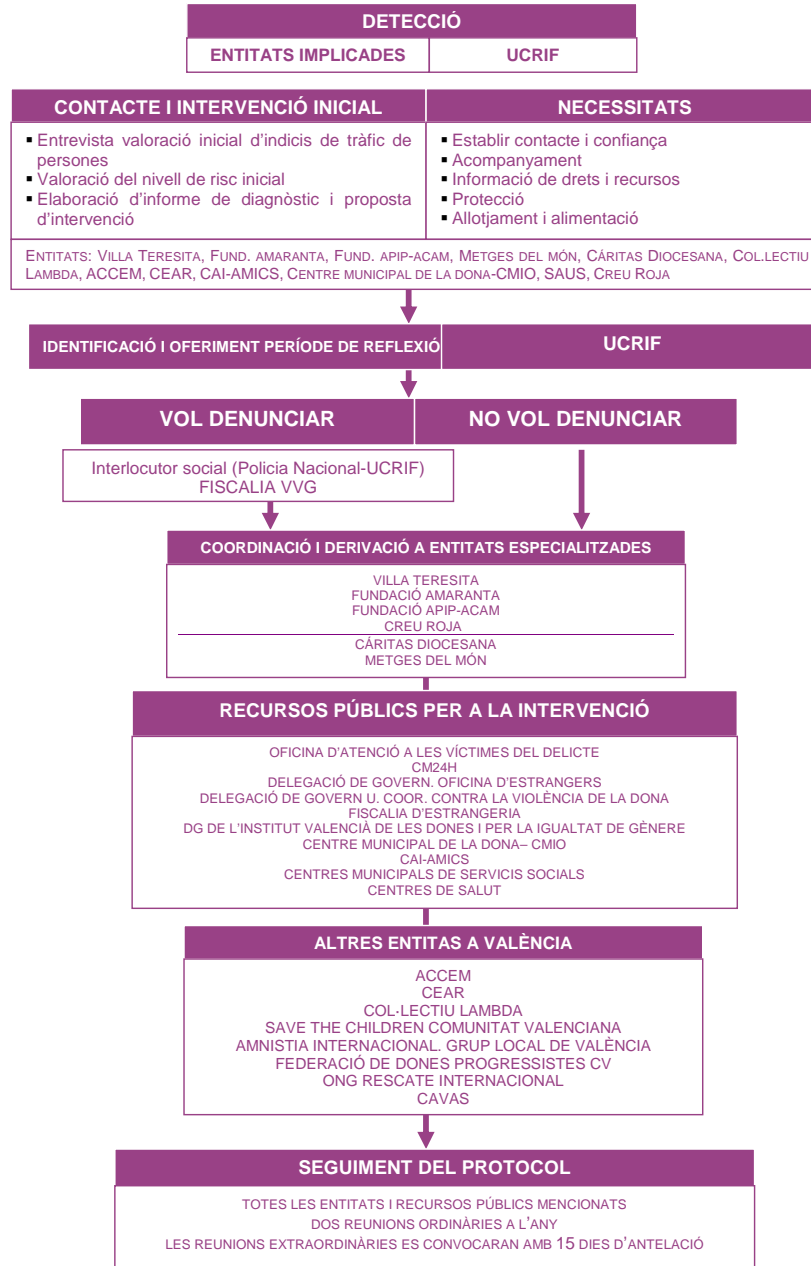 DETECCIÓ
ENTITATS IMPLICADES
UCRIF
CONTACTE I INTERVENCIÓ INICIAL
▪ Entrevista valoració inicial d'indicis de tràfic de
persones
▪ Valoració del nivell de risc inicial
▪ Elaboració d'informe de diagnòstic i proposta
d'intervenció
NECESSITATS
▪ Establir contacte i confiança
▪ Acompanyament
▪ Informació de drets i recursos
▪ Protecció
▪ Allotjament i alimentació
ENTITATS: VILLA TERESITA, FUND. AMARANTA, FUND. APIP-ACAM, METGES DEL MÓN, CÁRITAS DIOCESANA, COL.LECTIU
LAMBDA, ACCEM, CEAR, CAI-AMICS, CENTRE MUNICIPAL DE LA DONA-CMIO, SAUS, CREU ROJA
IDENTIFICACIÓ I OFERIMENT PERÍODE DE REFLEXIÓ
UCRIF
VOL DENUNCIAR
NO VOL DENUNCIAR
Interlocutor social (Policia Nacional-UCRIF)
FISCALIA VVG
COORDINACIÓ I DERIVACIÓ A ENTITATS ESPECIALITZADES
VILLA TERESITA
FUNDACIÓ AMARANTA
FUNDACIÓ APIP-ACAM
CREU ROJA
CÁRITAS DIOCESANA
METGES DEL MÓN
RECURSOS PÚBLICS PER A LA INTERVENCIÓ
OFICINA D'ATENCIÓ A LES VÍCTIMES DEL DELICTE
CM24H
DELEGACIÓ DE GOVERN. OFICINA D'ESTRANGERS
DELEGACIÓ DE GOVERN U. COOR. CONTRA LA VIOLÈNCIA DE LA DONA
FISCALIA D'ESTRANGERIA
DG DE L'INSTITUT VALENCIÀ DE LES DONES I PER LA IGUALTAT DE GÈNERE
CENTRE MUNICIPAL DE LA DONA– CMIO
CAI-AMICS
CENTRES MUNICIPALS DE SERVICIS SOCIALS
CENTRES DE SALUT
ALTRES ENTITAS A VALÈNCIA
ACCEM
CEAR
COL·LECTIU LAMBDA
SAVE THE CHILDREN COMUNITAT VALENCIANA
AMNISTIA INTERNACIONAL. GRUP LOCAL DE VALÈNCIA
FEDERACIÓ DE DONES PROGRESSISTES CV
ONG RESCATE INTERNACIONAL
CAVAS
SEGUIMENT DEL PROTOCOL
TOTES LES ENTITATS I RECURSOS PÚBLICS MENCIONATS
DOS REUNIONS ORDINÀRIES A L'ANY
LES REUNIONS EXTRAORDINÀRIES ES CONVOCARAN AMB 15 DIES D'ANTELACIÓ